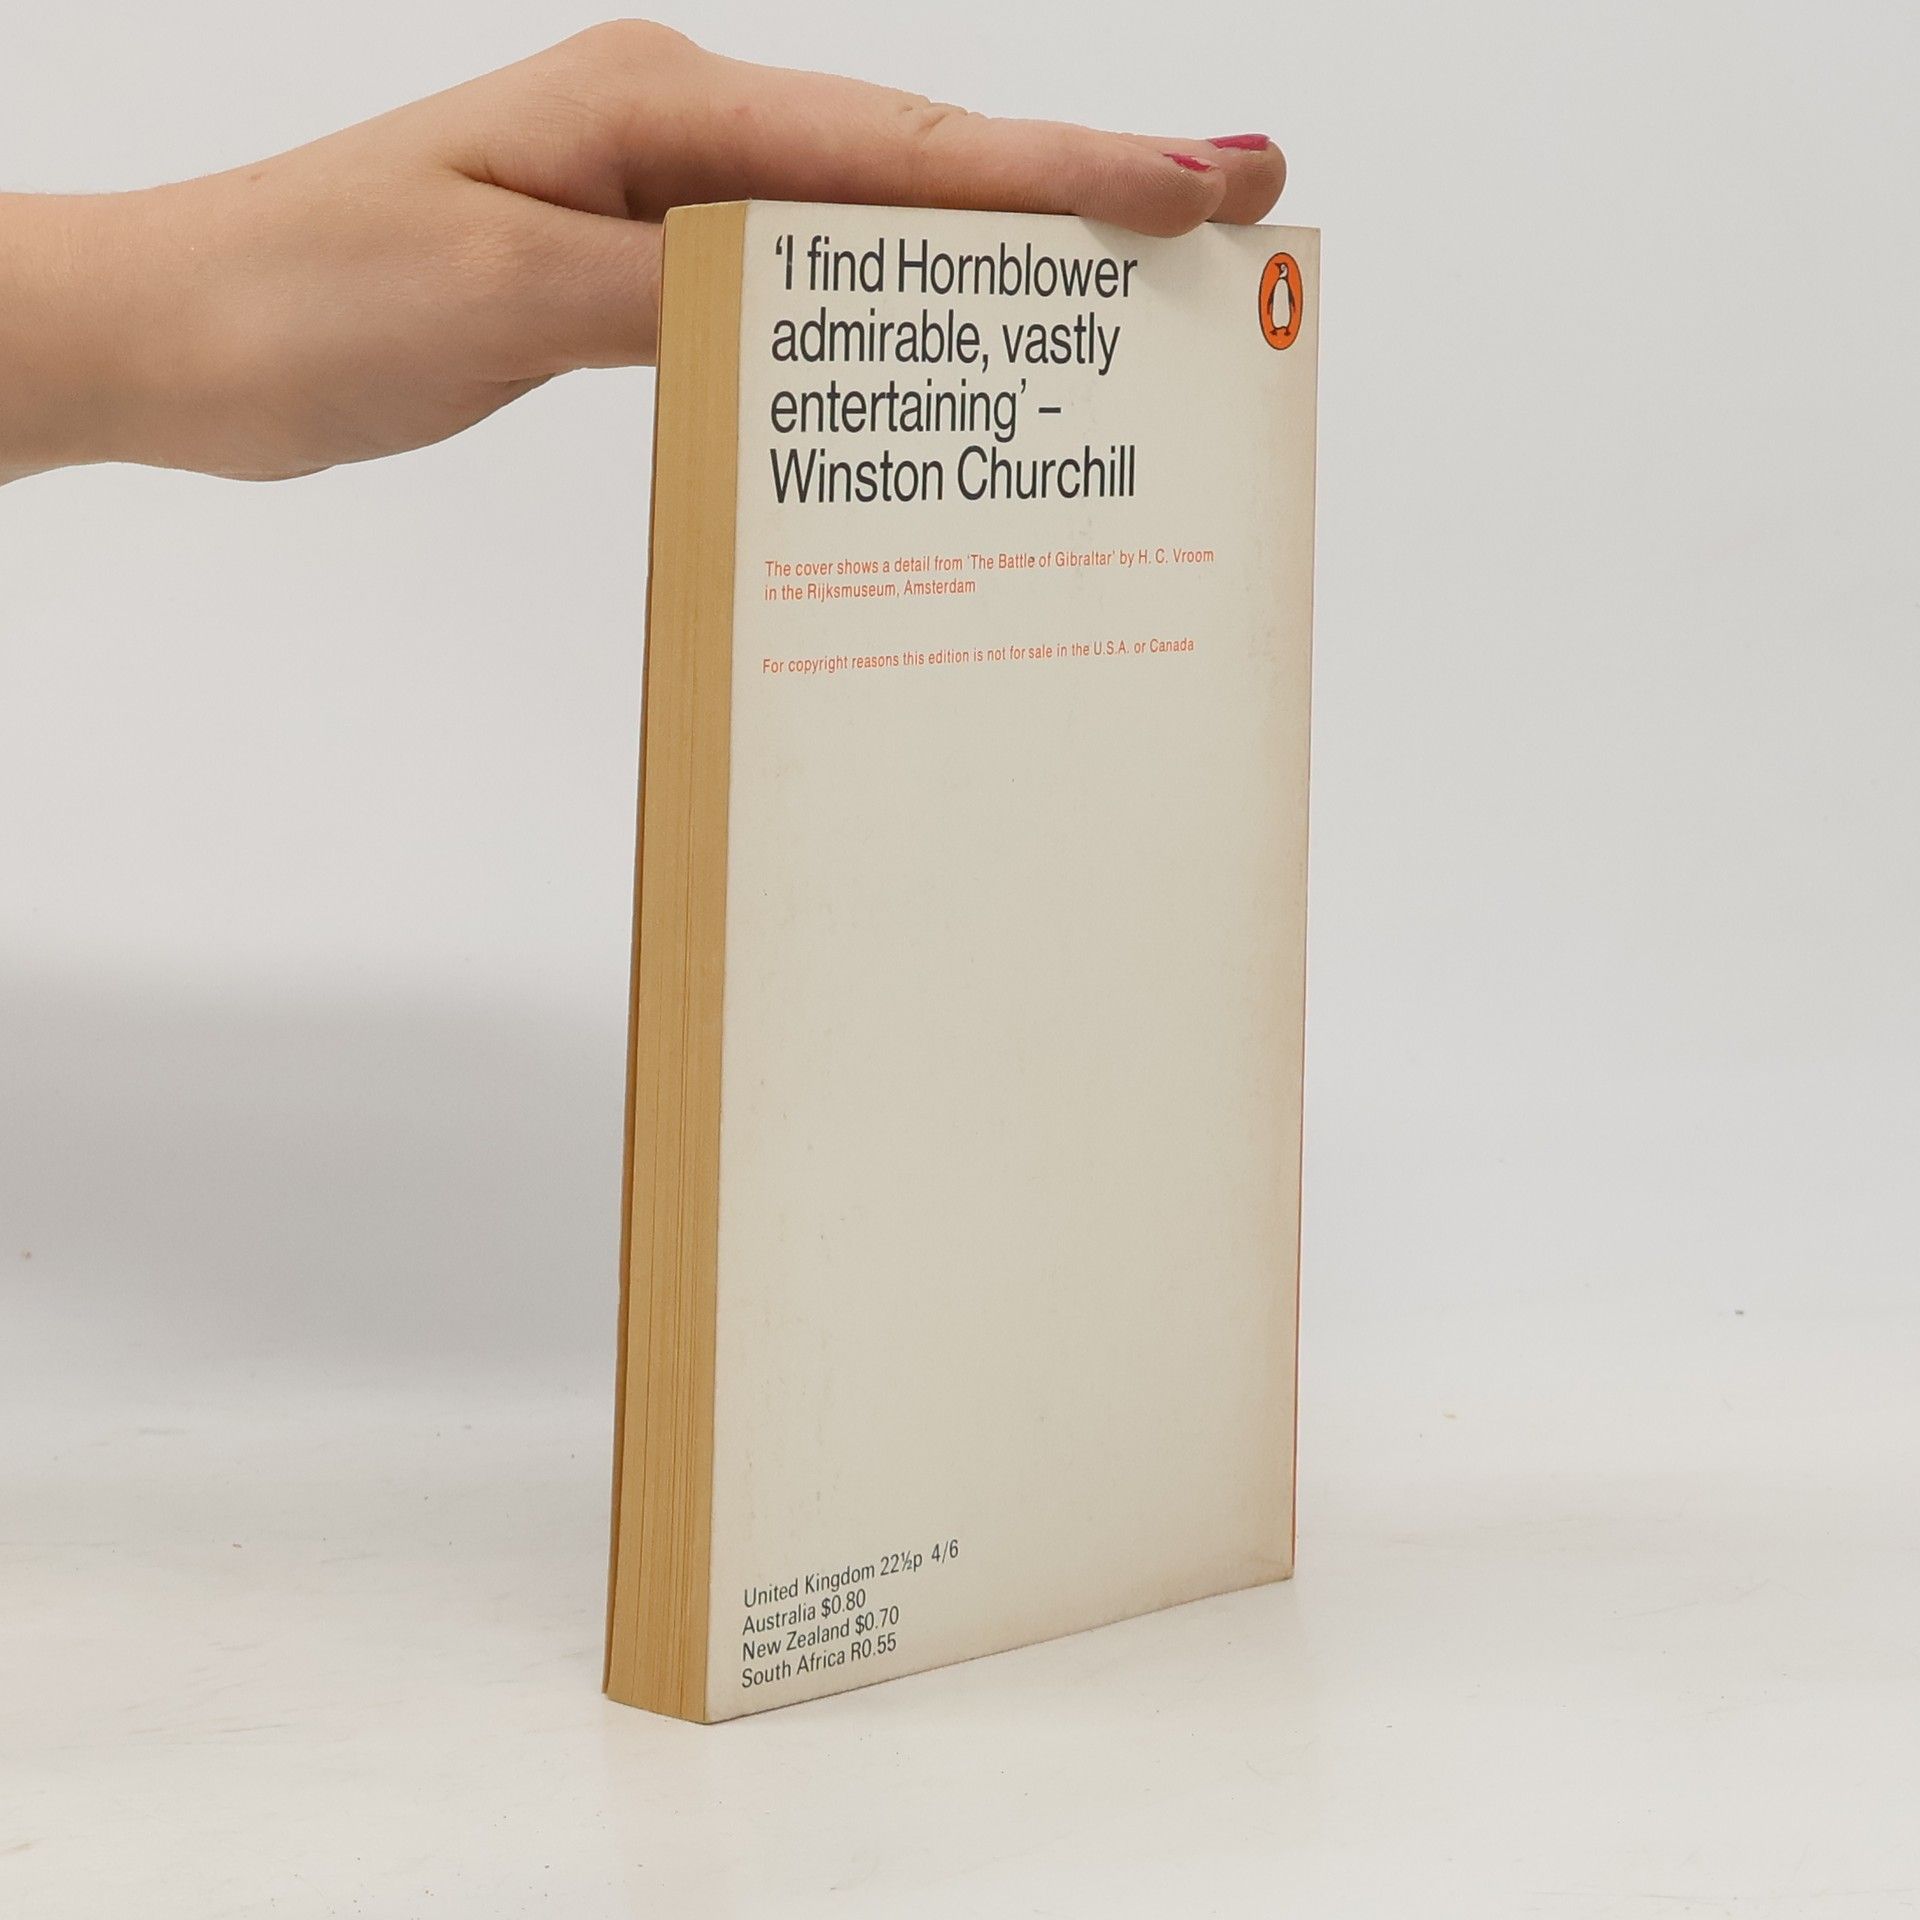 ‘I find Hornblower
admirable, vastly
entertaining’ –
Winston Churchill
The cover shows a detail from ‘The Battle of Gibraltar’ by H. C. Vroom
in the Rijksmuseum, Amsterdam
For copyright reasons this edition is not for sale in the U.S.A. or Canada
United Kingdom 22½p 4/6
Australia $0.80
New Zealand $0.70
South Africa R0.55